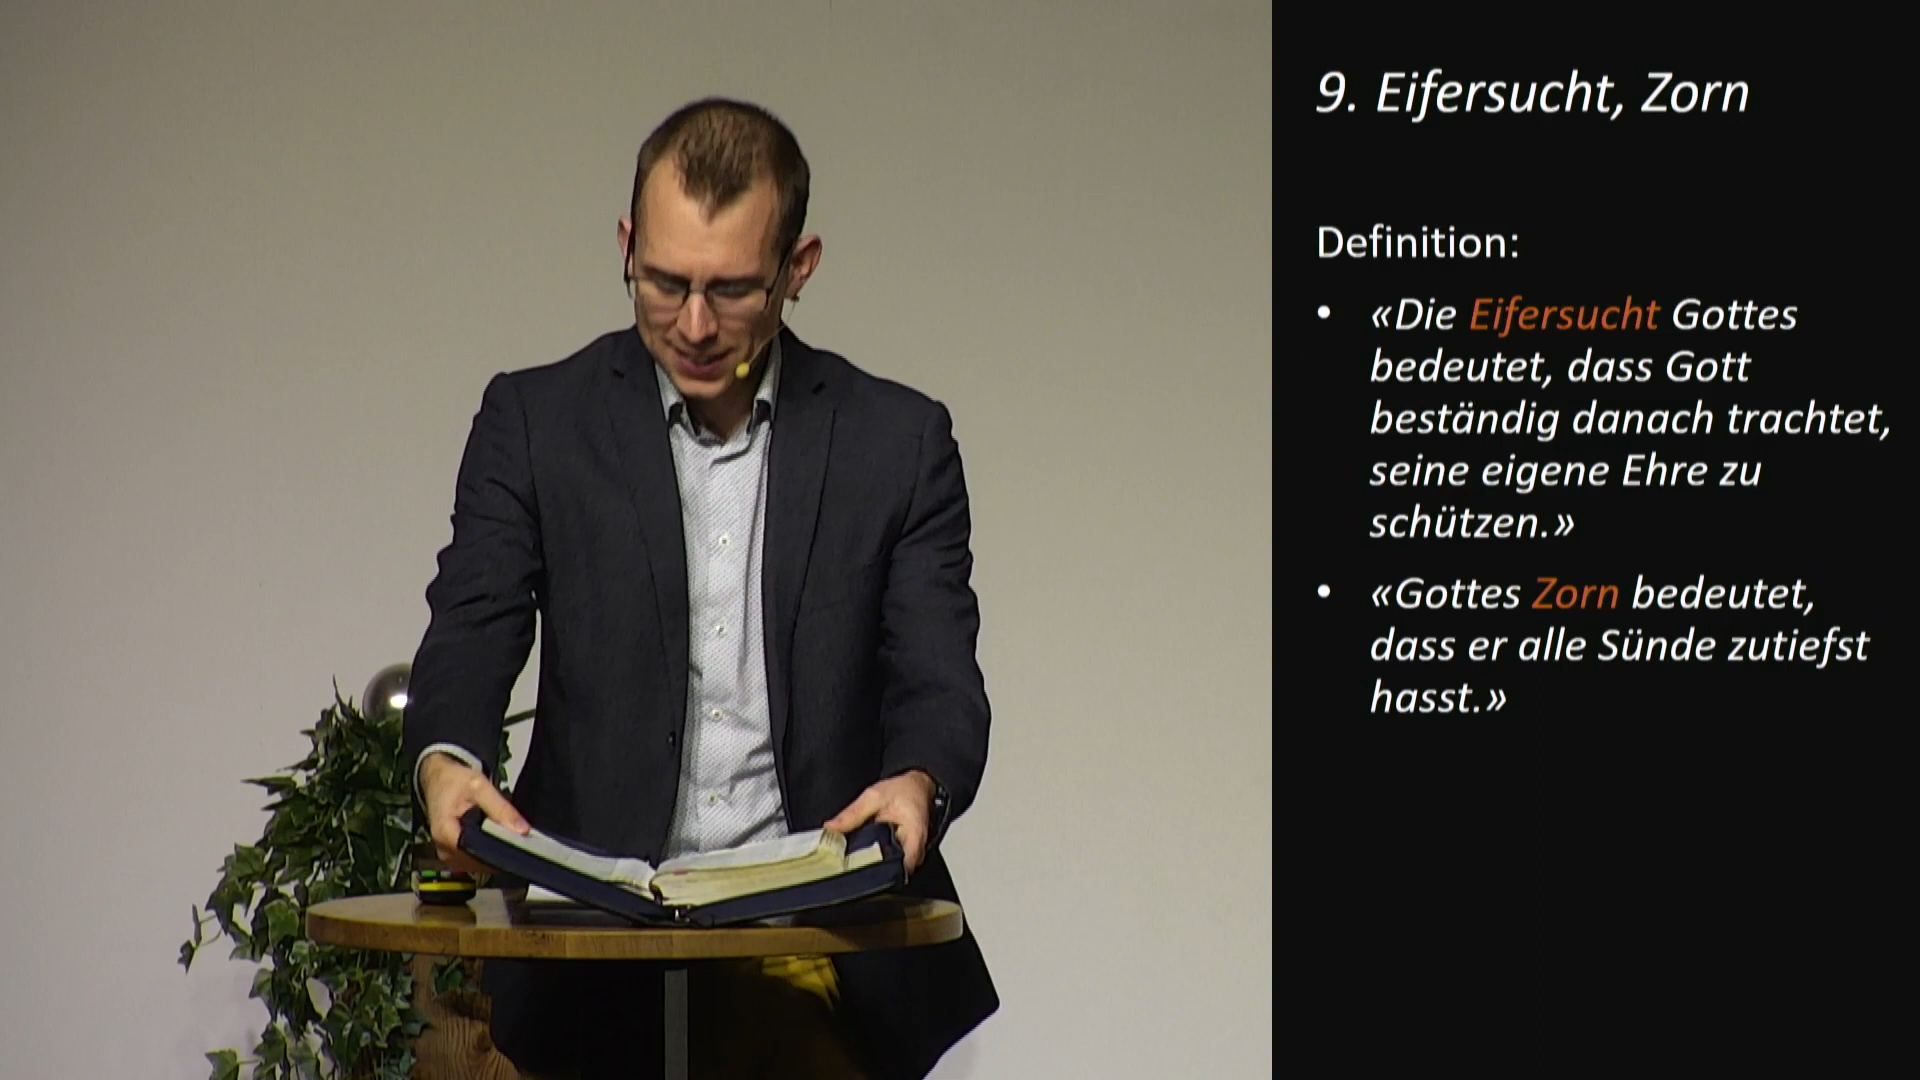 9. Eifersucht, Zorn
Definition:
• «Die Eifersucht Gottes
bedeutet, dass Gott
beständig danach trachtet,
seine eigene Ehre zu
schützen.»
• «Gottes Zorn bedeutet,
dass er alle Sünde zutiefst
hasst.»